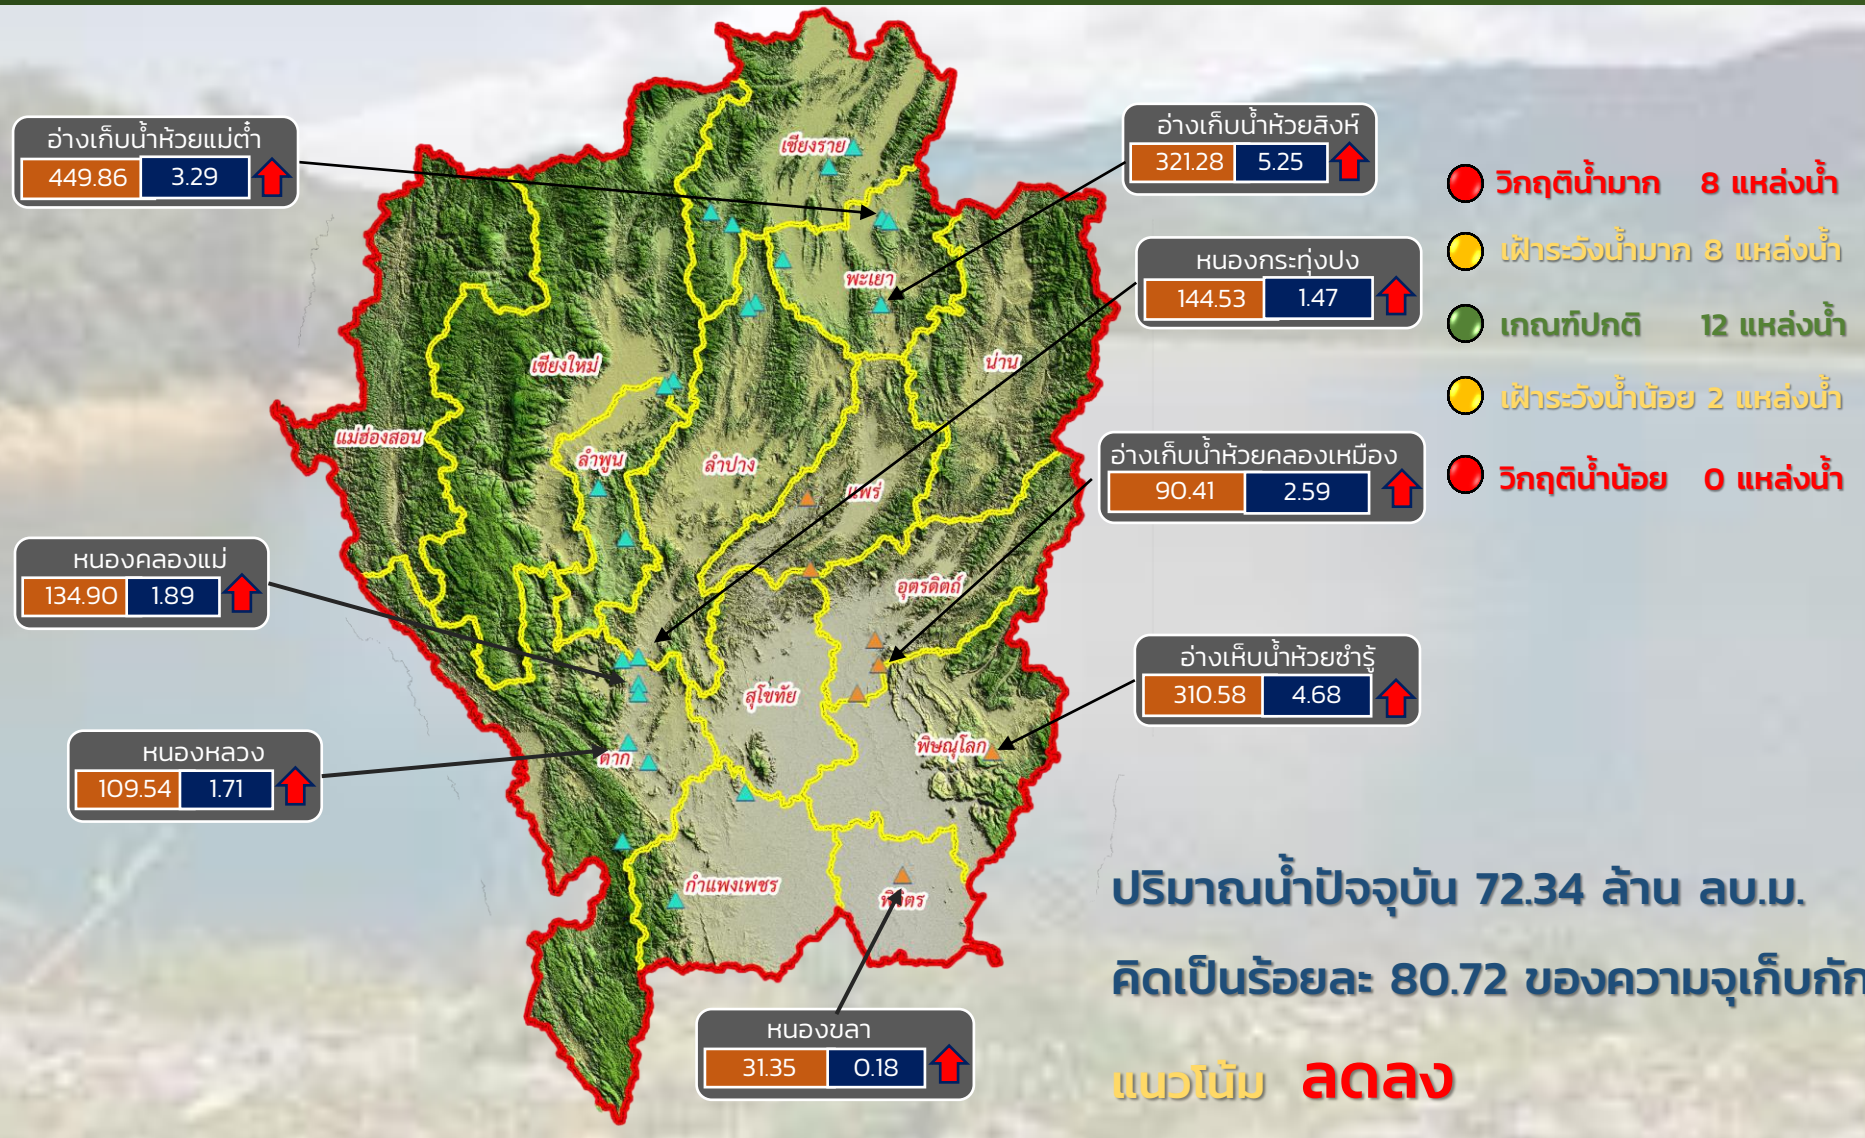 อ่างเก็บน้ำห้วยแม่ต๋ำ
449.86 3.29
อ่างเก็บน้ำห้วยสิงห์
321.28 5.25
หนองกระทุ่งปง
144.53 1.47
อ่างเก็บน้ำห้วยคลองเหมือง
90.41 2.59
อ่างเห็บน้ำห้วยซำรู้
310.58 4.68
หนองคลองแม่
134.90 1.89
หนองหลวง
109.54 1.71
หนองขลา
31.35 0.18
เชียงราย
พะเยา
น่าน
เชียงใหม่
แม่ฮ่องสอน
ลำพูน
ลำปาง
แพร่
อุตรดิตถ์
สุโขทัย
ตาก
พิษณุโลก
กำแพงเพชร
พิจิตร
วิกฤติน้ำมาก 8 แหล่งน้ำ
เฝ้าระวังน้ำมาก 8 แหล่งน้ำ
เกณฑ์ปกติ 12 แหล่งน้ำ
เฝ้าระวังน้ำน้อย 2 แหล่งน้ำ
วิกฤติน้ำน้อย 0 แหล่งน้ำ
ปริมาณน้ำปัจจุบัน 72.34 ล้าน ลบ.ม.
คิดเป็นร้อยละ 80.72 ของความจุเก็บกัก
แนวโน้ม ลดลง